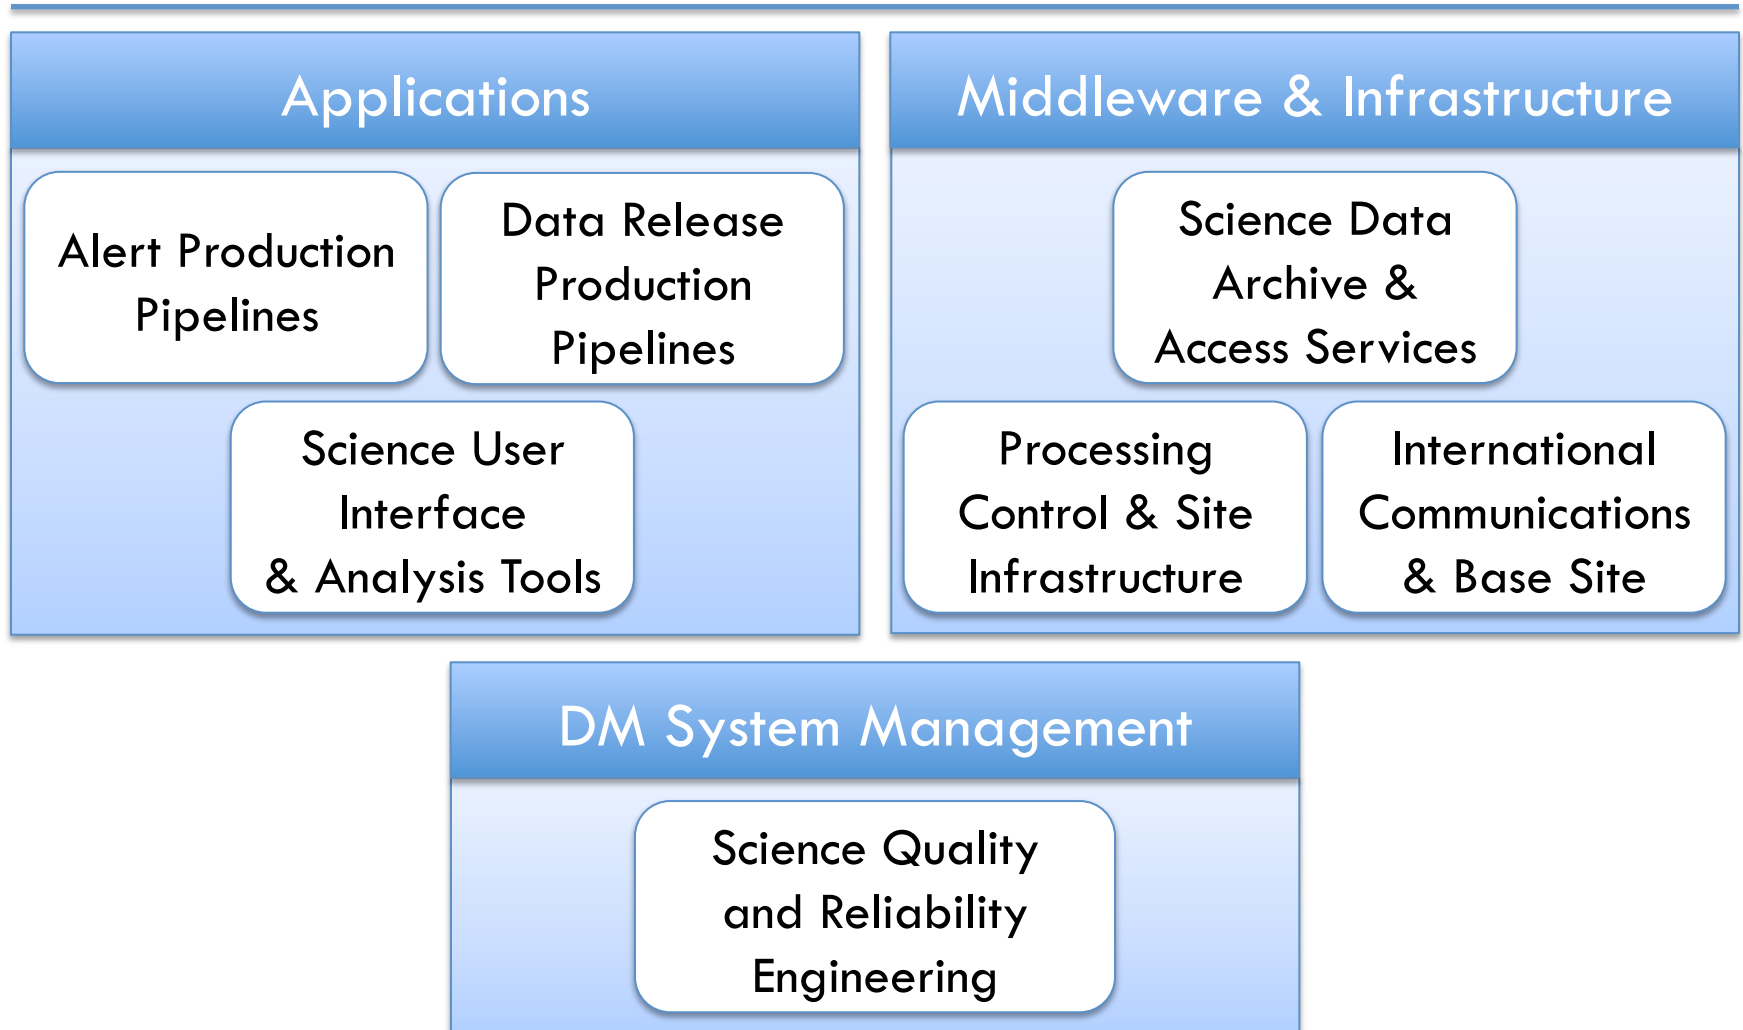 Applications
Alert Production
Pipelines
Data Release
Production
Pipelines
Science User
Interface
& Analysis Tools
Middleware & Infrastructure
Science Data
Archive &
Access Services
Processing
Control & Site
Infrastructure
International
Communications
& Base Site
DM System Management
Science Quality
and Reliability
Engineering